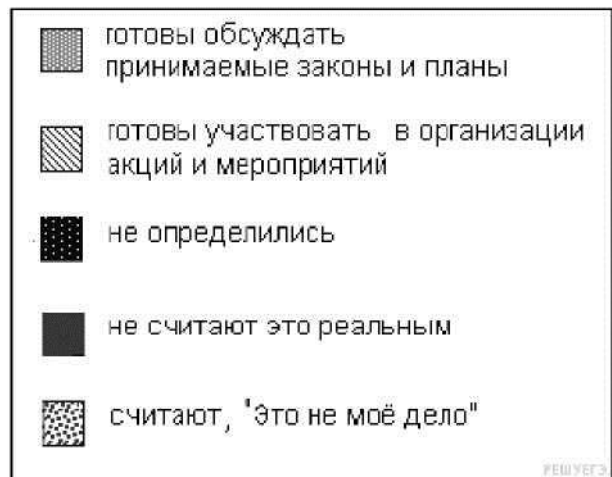 готовы обсуждать
принимаемые законы и планы
готовы участвовать в организации
акций и мероприятий
не определились
не считают это реальным
считают, "Это не моё дело"
РЕШУЕГЭ.